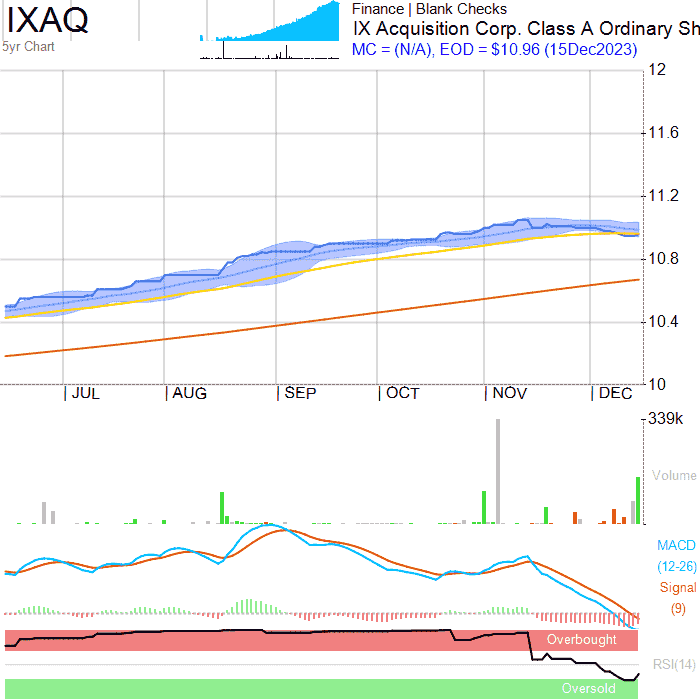 IXAQ
5yr Chart
Finance | Blank Checks
IX Acquisition Corp. Class A Ordinary Sh
MC = (N/A), EOD = $10.96 (15Dec2023)
12
11.6
11.2
10.8
10.4
10
JUL AUG SEP OCT NOV DEC
339k
Volume
MACD
(12-26)
Signal
(9)
Overbought
RSI(14)
Oversold